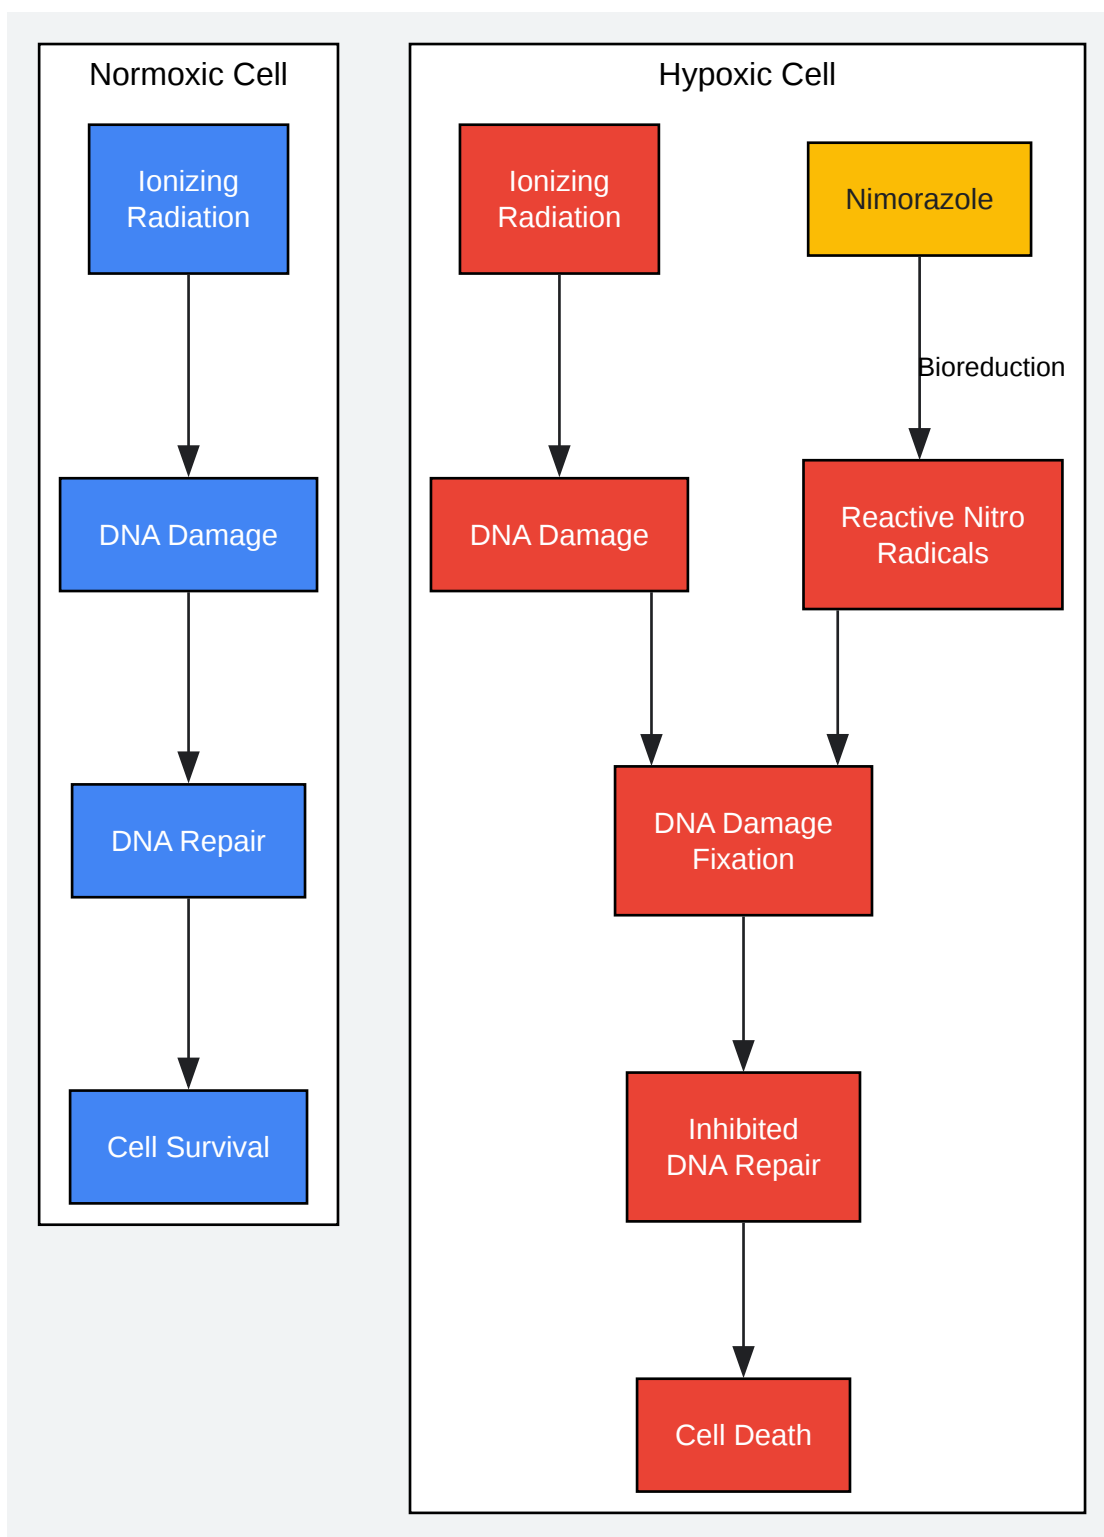 Normoxic Cell
Ionizing
Radiation
DNA Damage
DNA Repair
Cell Survival
Hypoxic Cell
Ionizing
Radiation
Nimorazole
Bioreduction
DNA Damage
Reactive Nitro
Radicals
DNA Damage
Fixation
Inhibited
DNA Repair
Cell Death